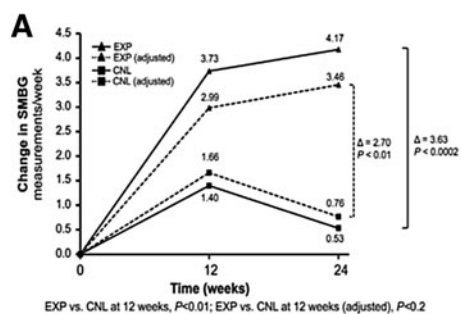 A
Change in SMBG
measurements/week
4.5
4.0
3.5
3.0
2.5
2.0
1.5
1.0
0.5
0.0
EXP
EXP (adjusted)
CNL
CNL (adjusted)
3.73
4.17
2.99
3.46
1.66
1.40
0.76
0.53
Δ = 2.70
P < 0.01
Δ = 3.63
P < 0.0002
0
12
24
Time (weeks)
EXP vs. CNL at 12 weeks, P<0.01; EXP vs. CNL at 12 weeks (adjusted), P<0.2